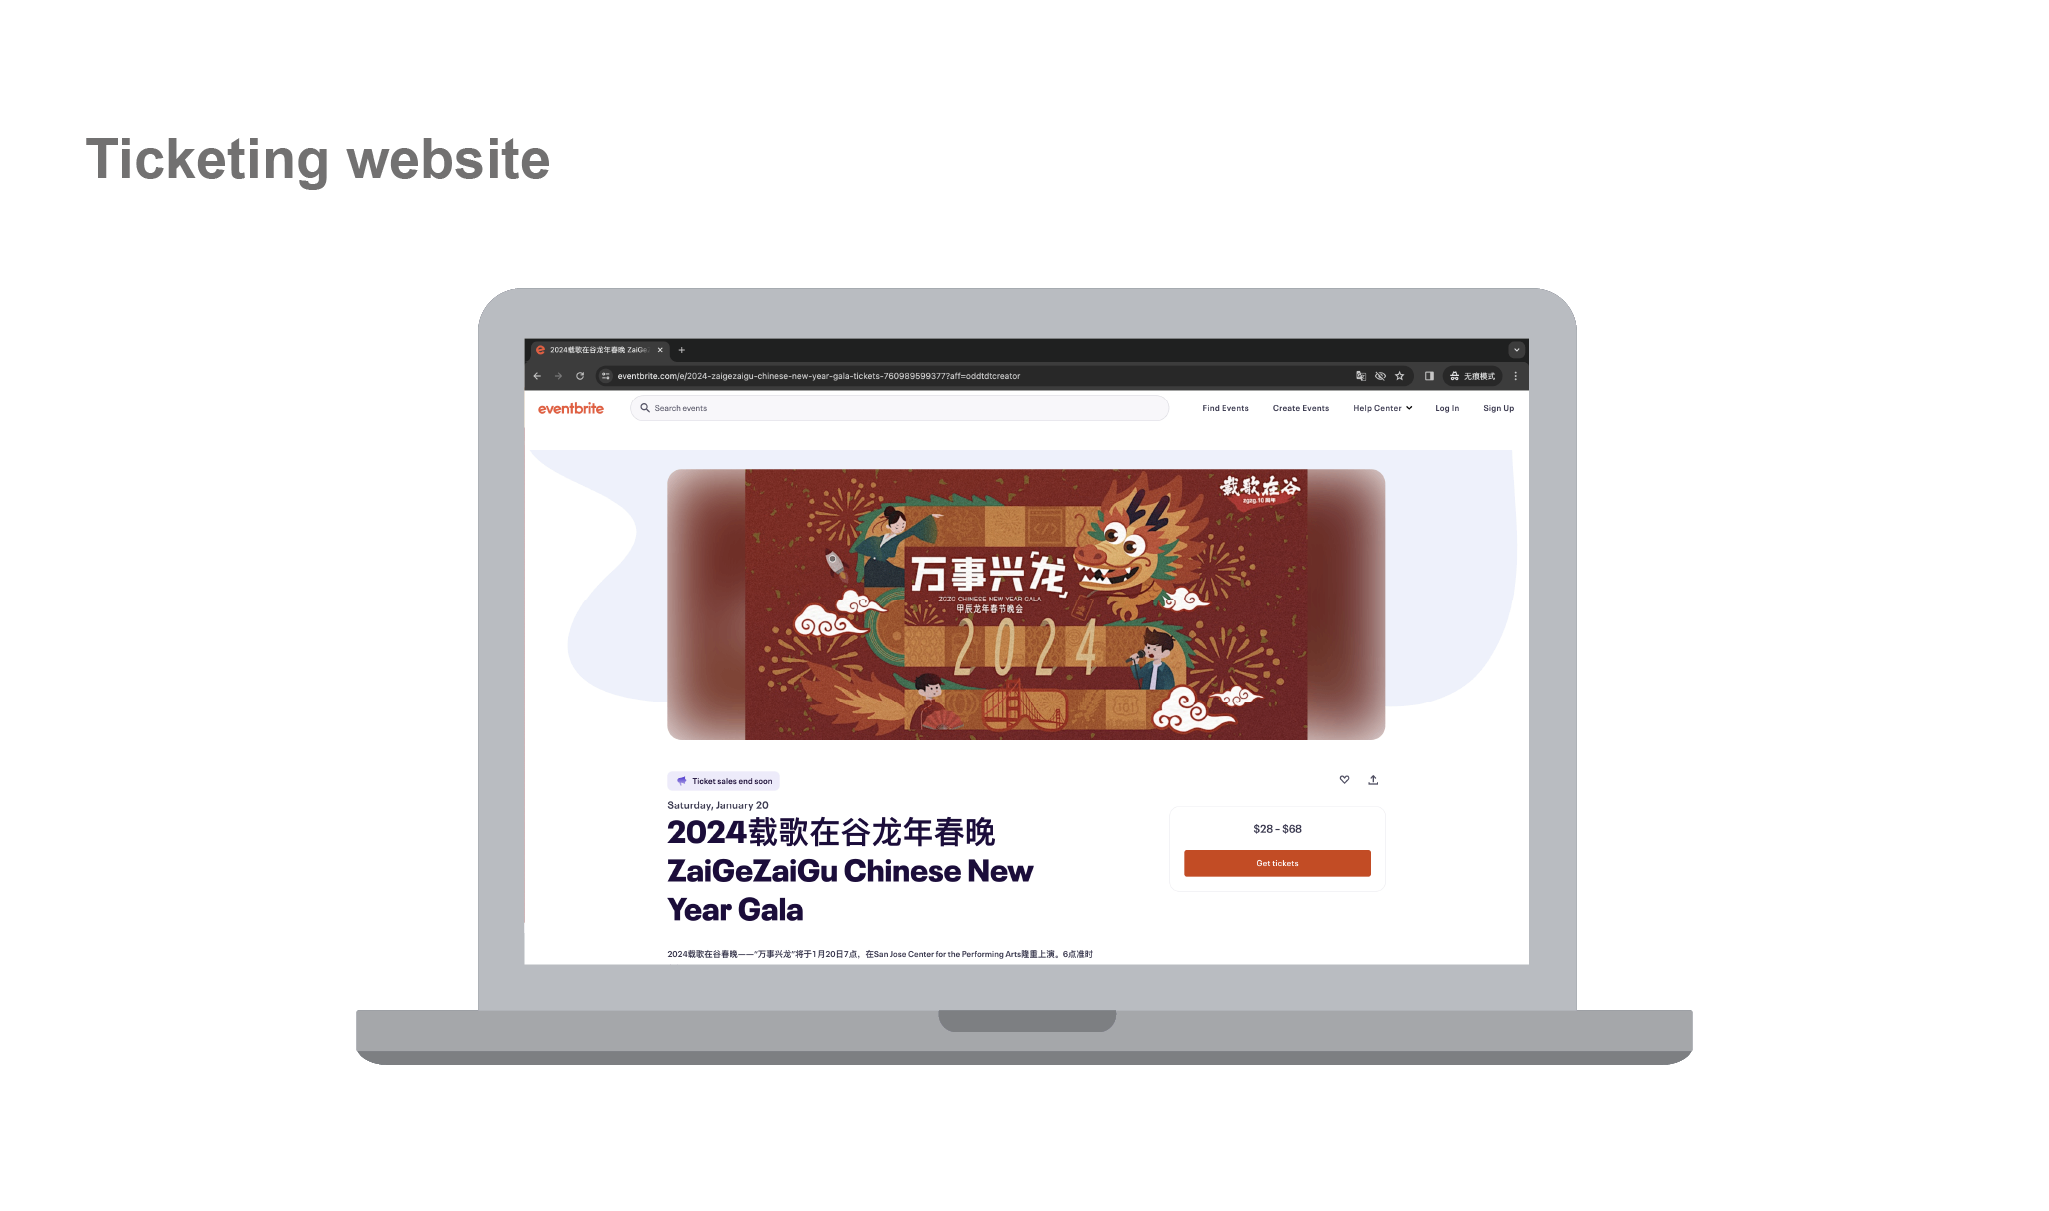 Ticketing website
2024载歌在谷龙年春晚 ZaiGe
eventbrite.com/e/2024-zaigezaigu-chinese-new-year-gala-tickets-760989599377?aff=oddtdtcreator
无痕模式
eventbrite
Search events
Find Events
Create Events
Help Center
Log In
Sign Up
载歌在谷
zgzg.10周年
</>
万事兴龙
2020 CHINESE NEW YEAR GALA
甲辰龙年春节晚会
2024
101
Ticket sales end soon
Saturday, January 20
2024载歌在谷龙年春晚
ZaiGeZaiGu Chinese New
Year Gala
$28 – $68
Get tickets
2024载歌在谷春晚——“万事兴龙”将于1月20日7点，在San Jose Center for the Performing Arts隆重上演。6点准时